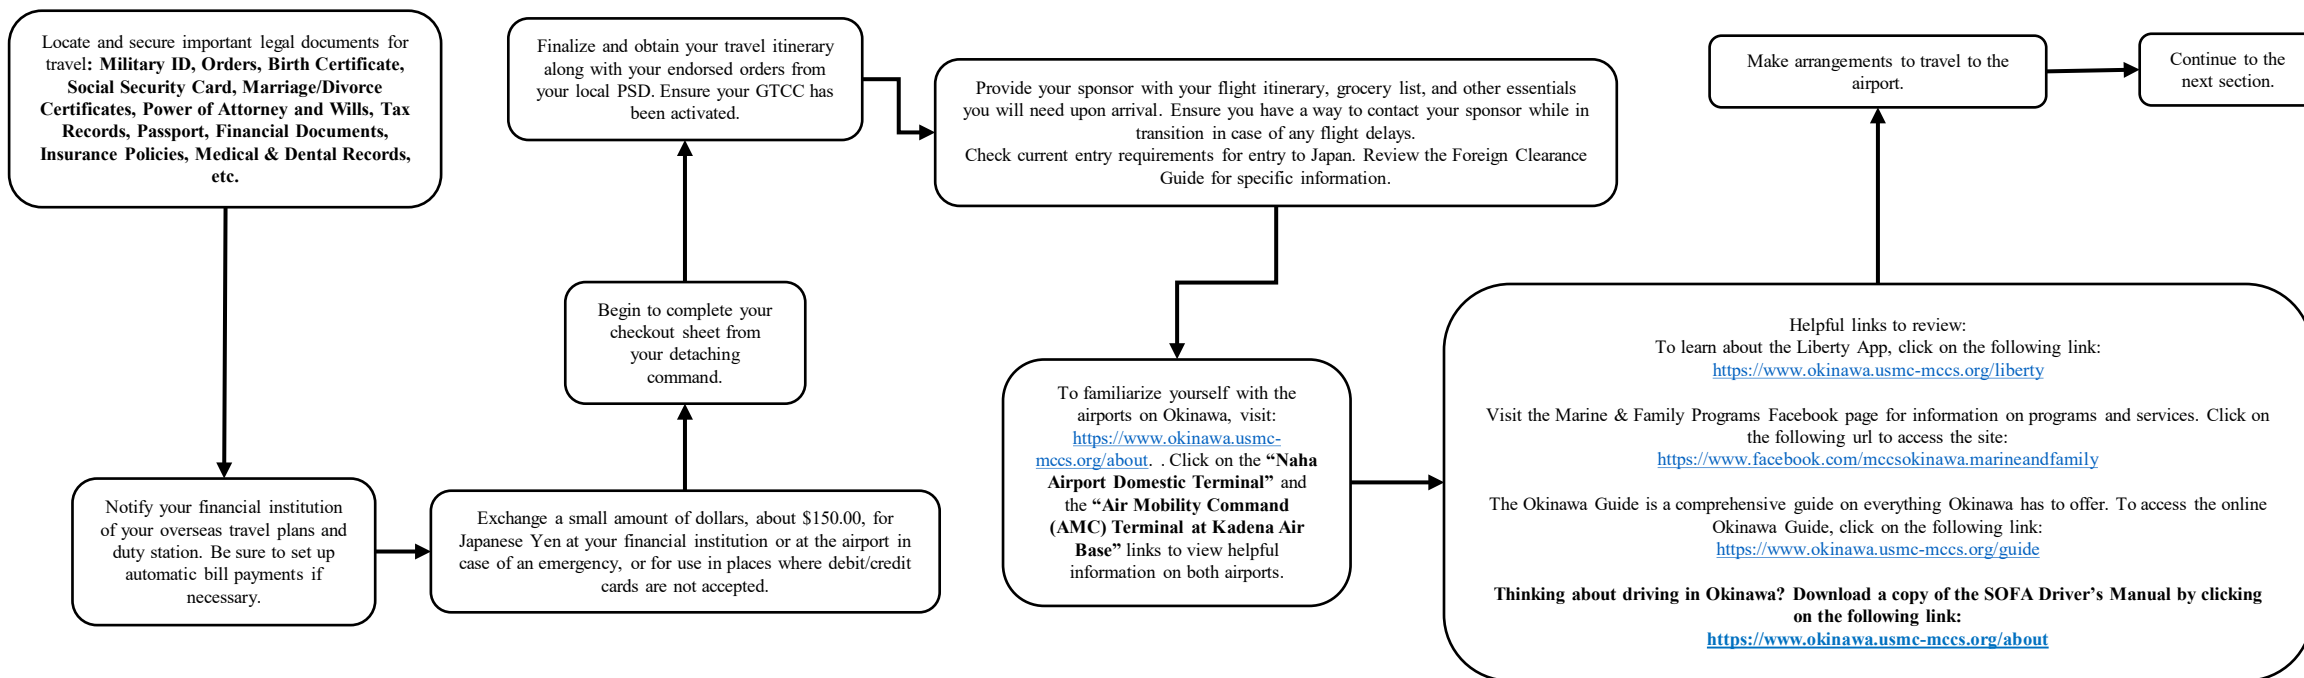 Locate and secure important legal documents for
travel: Military ID, Orders, Birth Certificate,
Social Security Card, Marriage/Divorce
Certificates, Power of Attorney and Wills, Tax
Records, Passport, Financial Documents,
Insurance Policies, Medical & Dental Records,
etc.
Notify your financial institution
of your overseas travel plans and
duty station. Be sure to set up
automatic bill payments if
necessary.
Exchange a small amount of dollars, about $150.00, for
Japanese Yen at your financial institution or at the airport in
case of an emergency, or for use in places where debit/credit
cards are not accepted.
Begin to complete your
checkout sheet from
your detaching
command.
Finalize and obtain your travel itinerary
along with your endorsed orders from
your local PSD. Ensure your GTCC has
been activated.
Provide your sponsor with your flight itinerary, grocery list, and other essentials
you will need upon arrival. Ensure you have a way to contact your sponsor while in
transition in case of any flight delays.
Check current entry requirements for entry to Japan. Review the Foreign Clearance
Guide for specific information.
To familiarize yourself with the
airports on Okinawa, visit:
https://www.okinawa.usmc-
mccs.org/about. . Click on the “Naha
Airport Domestic Terminal” and
the “Air Mobility Command
(AMC) Terminal at Kadena Air
Base” links to view helpful
information on both airports.
Helpful links to review:
To learn about the Liberty App, click on the following link:
https://www.okinawa.usmc-mccs.org/liberty
Visit the Marine & Family Programs Facebook page for information on programs and services. Click on
the following url to access the site:
https://www.facebook.com/mccsokinawa.marineandfamily
The Okinawa Guide is a comprehensive guide on everything Okinawa has to offer. To access the online
Okinawa Guide, click on the following link:
https://www.okinawa.usmc-mccs.org/guide
Thinking about driving in Okinawa? Download a copy of the SOFA Driver’s Manual by clicking
on the following link:
https://www.okinawa.usmc-mccs.org/about
Make arrangements to travel to the
airport.
Continue to the
next section.